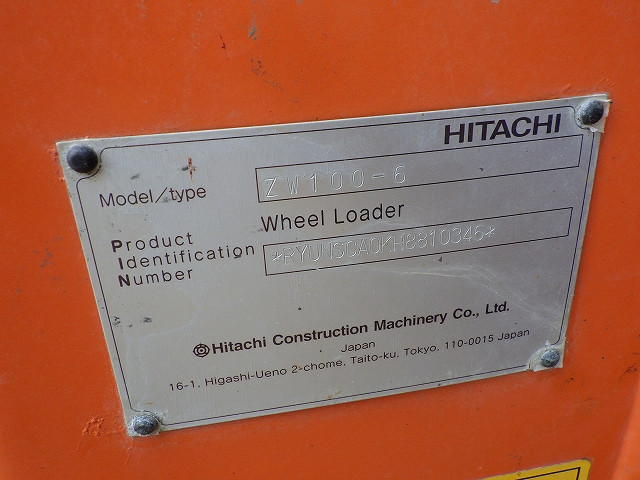 HITACHI
Model/type ZW100-6
Wheel Loader
Product
Identification
Number
*RYUNSCA0KH8810346*
Hitachi Construction Machinery Co., Ltd.
Japan
16-1, Higashi-Ueno 2-chome, Taito-ku, Tokyo, 110-0015 Japan